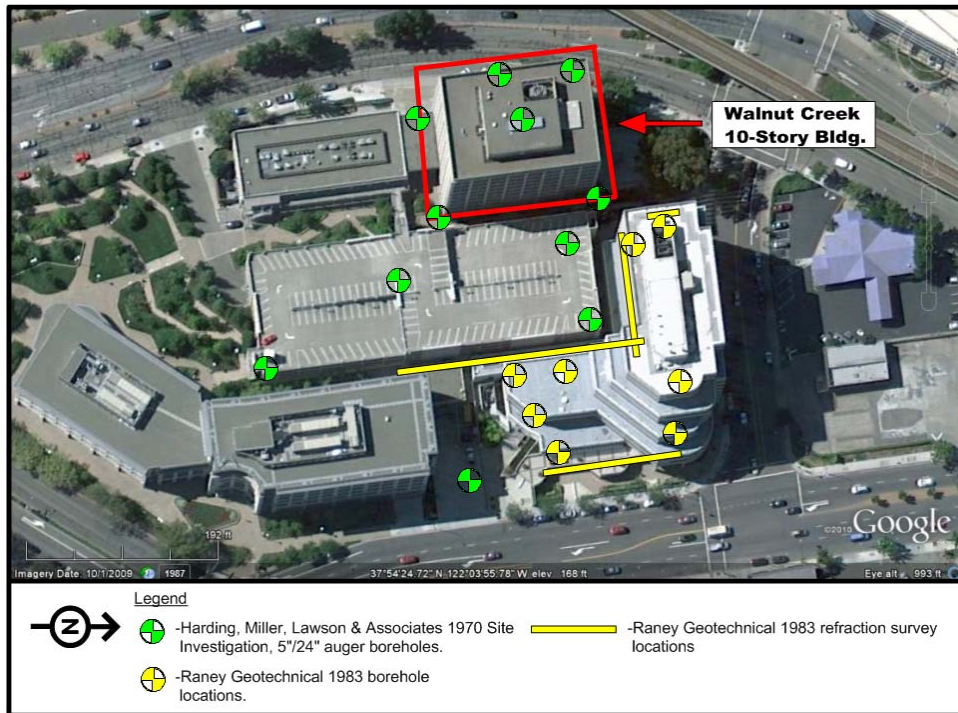 Walnut Creek
10-Story Bldg.
©2010 Google
192 ft
Imagery Date: 10/1/2009
1987
37°54'24.72" N -122°03'55.78" W elev 168 ft
Eye alt 993 ft
Legend
N
-Harding, Miller, Lawson & Associates 1970 Site
Investigation, 5"/24" auger boreholes.
-Raney Geotechnical 1983 refraction survey
locations
-Raney Geotechnical 1983 borehole
locations.